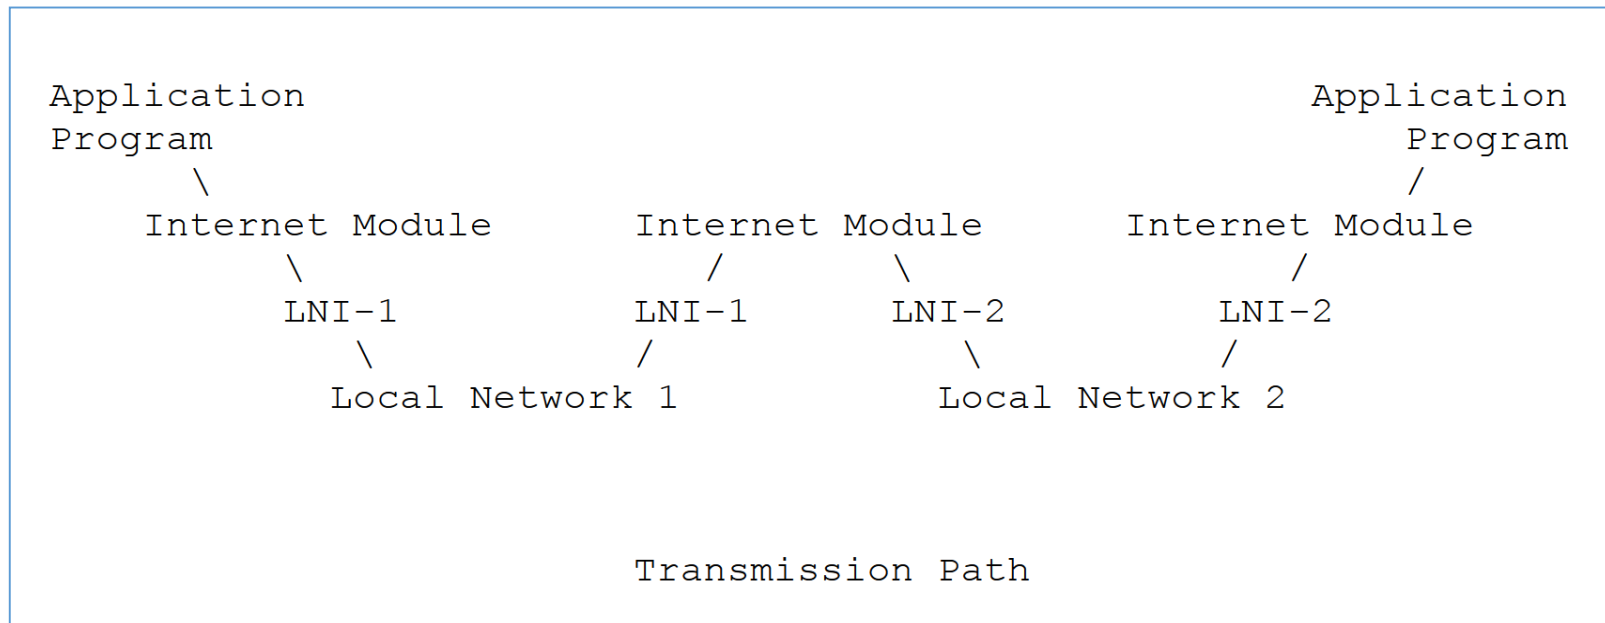 Application                                           Application
Program                                                   Program
      \                                                   /
    Internet Module      Internet Module      Internet Module
          \                 /       \                /
          LNI-1          LNI-1      LNI-2         LNI-2
             \           /             \          /
            Local Network 1           Local Network 2
Transmission Path